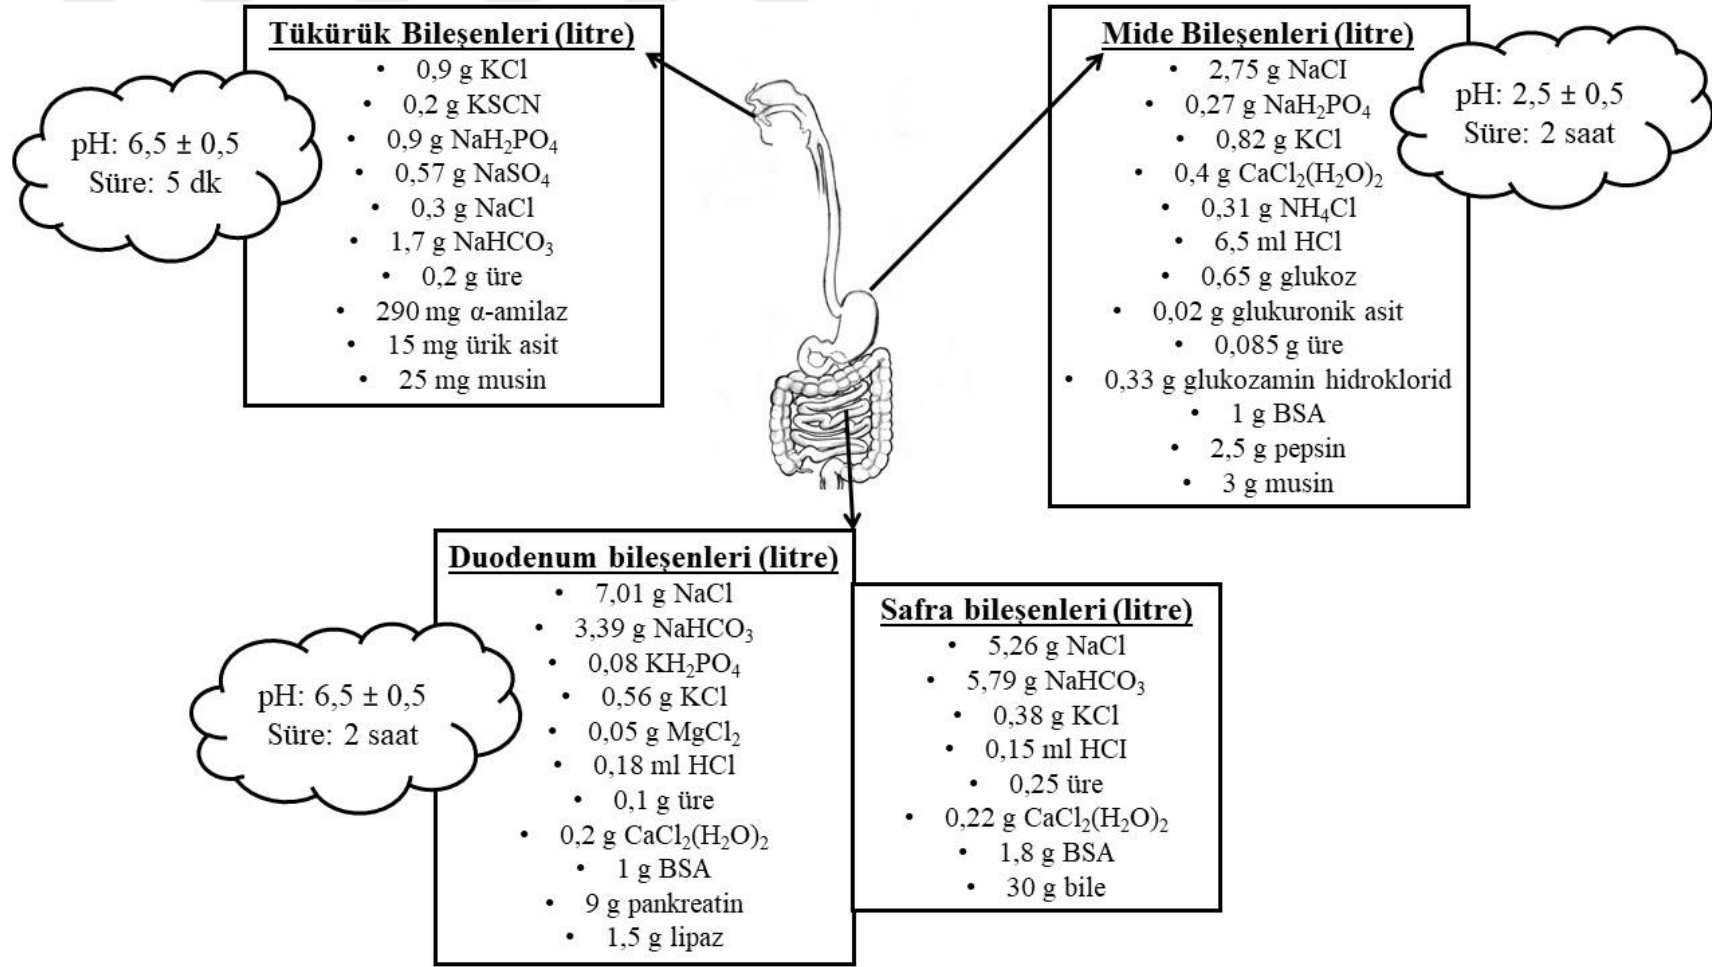 Tükürük Bileşenleri (litre)
• 0,9 g KCl
• 0,2 g KSCN
• 0,9 g NaH₂PO₄
• 0,57 g NaSO₄
• 0,3 g NaCl
• 1,7 g NaHCO₃
• 0,2 g üre
• 290 mg α-amilaz
• 15 mg ürik asit
• 25 mg musin
pH: 6,5 ± 0,5
Süre: 5 dk
Mide Bileşenleri (litre)
• 2,75 g NaCI
• 0,27 g NaH₂PO₄
• 0,82 g KCl
• 0,4 g CaCl₂(H₂O)₂
• 0,31 g NH₄Cl
• 6,5 ml HCl
• 0,65 g glukoz
• 0,02 g glukuronik asit
• 0,085 g üre
• 0,33 g glukozamin hidroklorid
• 1 g BSA
• 2,5 g pepsin
• 3 g musin
pH: 2,5 ± 0,5
Süre: 2 saat
Duodenum bileşenleri (litre)
• 7,01 g NaCl
• 3,39 g NaHCO₃
• 0,08 KH₂PO₄
• 0,56 g KCl
• 0,05 g MgCl₂
• 0,18 ml HCl
• 0,1 g üre
• 0,2 g CaCl₂(H₂O)₂
• 1 g BSA
• 9 g pankreatin
• 1,5 g lipaz
pH: 6,5 ± 0,5
Süre: 2 saat
Safra bileşenleri (litre)
• 5,26 g NaCl
• 5,79 g NaHCO₃
• 0,38 g KCl
• 0,15 ml HCI
• 0,25 üre
• 0,22 g CaCl₂(H₂O)₂
• 1,8 g BSA
• 30 g bile